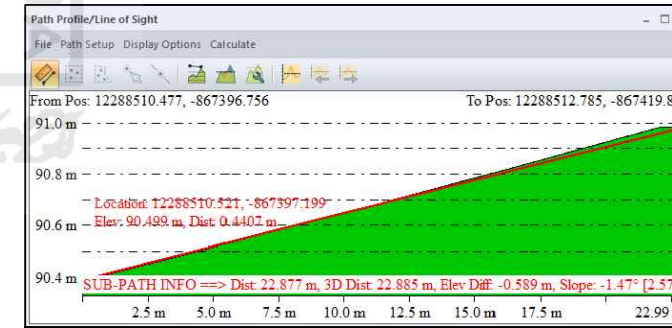 Path Profile/Line of Sight
File Path Setup Display Options Calculate
From Pos: 12288510.477, -867396.756 To Pos: 12288512.785, -867419.8
91.0 m
90.8 m
Location: 12288510.521, -867397.199
Elev: 90.499 m, Dist: 0.4407 m
90.6 m
90.4 m
SUB-PATH INFO ==> Dist: 22.877 m, 3D Dist: 22.885 m, Elev Diff: -0.589 m, Slope: -1.47° [2.57
2.5 m 5.0 m 7.5 m 10.0 m 12.5 m 15.0 m 17.5 m 22.99